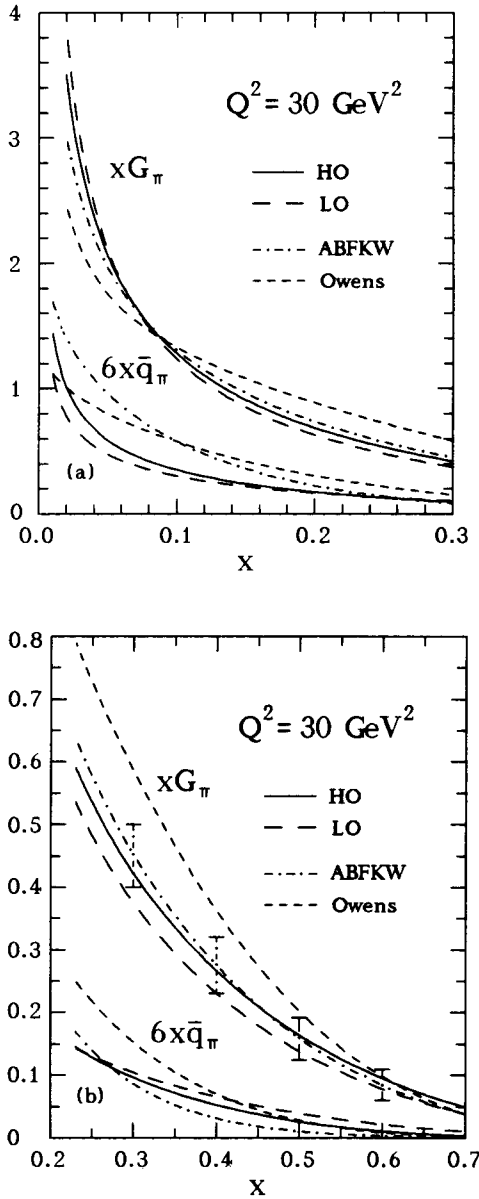 4
Q² = 30 GeV²
xG_π
HO
LO
ABFKW
Owens
3
2
6xq̄_π
1
(a)
0
0.0 0.1 0.2 0.3
x
0.8
0.7
Q² = 30 GeV²
xG_π
HO
LO
ABFKW
Owens
0.6
0.5
0.4
0.3
0.2
6xq̄_π
0.1
(b)
0
0.2 0.3 0.4 0.5 0.6 0.7
x